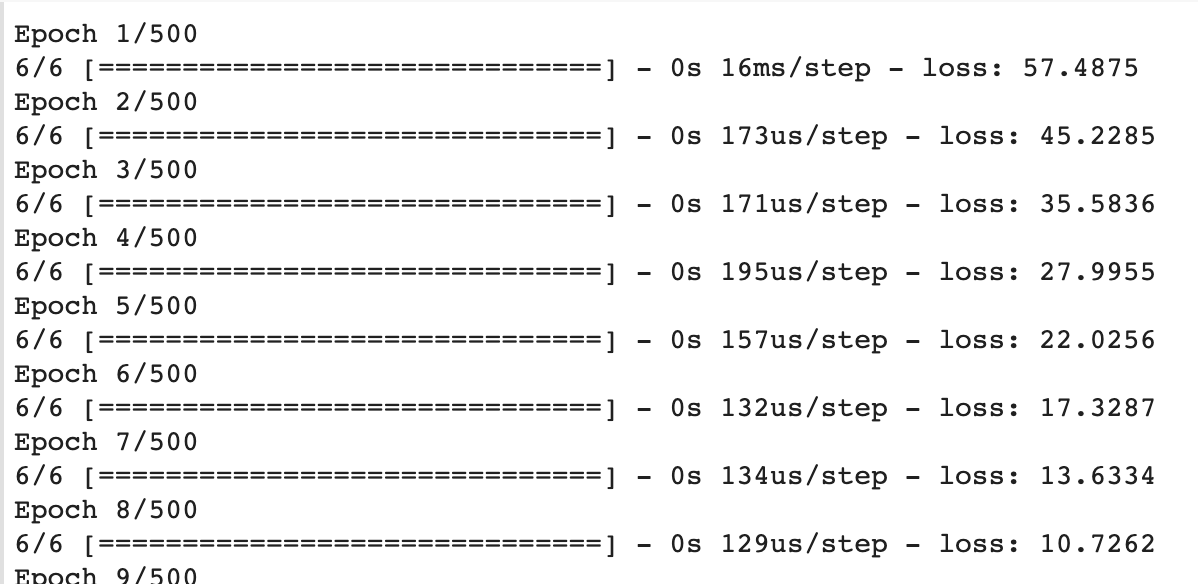 Epoch 1/500
6/6 [==============================] - 0s 16ms/step - loss: 57.4875
Epoch 2/500
6/6 [==============================] - 0s 173us/step - loss: 45.2285
Epoch 3/500
6/6 [==============================] - 0s 171us/step - loss: 35.5836
Epoch 4/500
6/6 [==============================] - 0s 195us/step - loss: 27.9955
Epoch 5/500
6/6 [==============================] - 0s 157us/step - loss: 22.0256
Epoch 6/500
6/6 [==============================] - 0s 132us/step - loss: 17.3287
Epoch 7/500
6/6 [==============================] - 0s 134us/step - loss: 13.6334
Epoch 8/500
6/6 [==============================] - 0s 129us/step - loss: 10.7262
Epoch 9/500